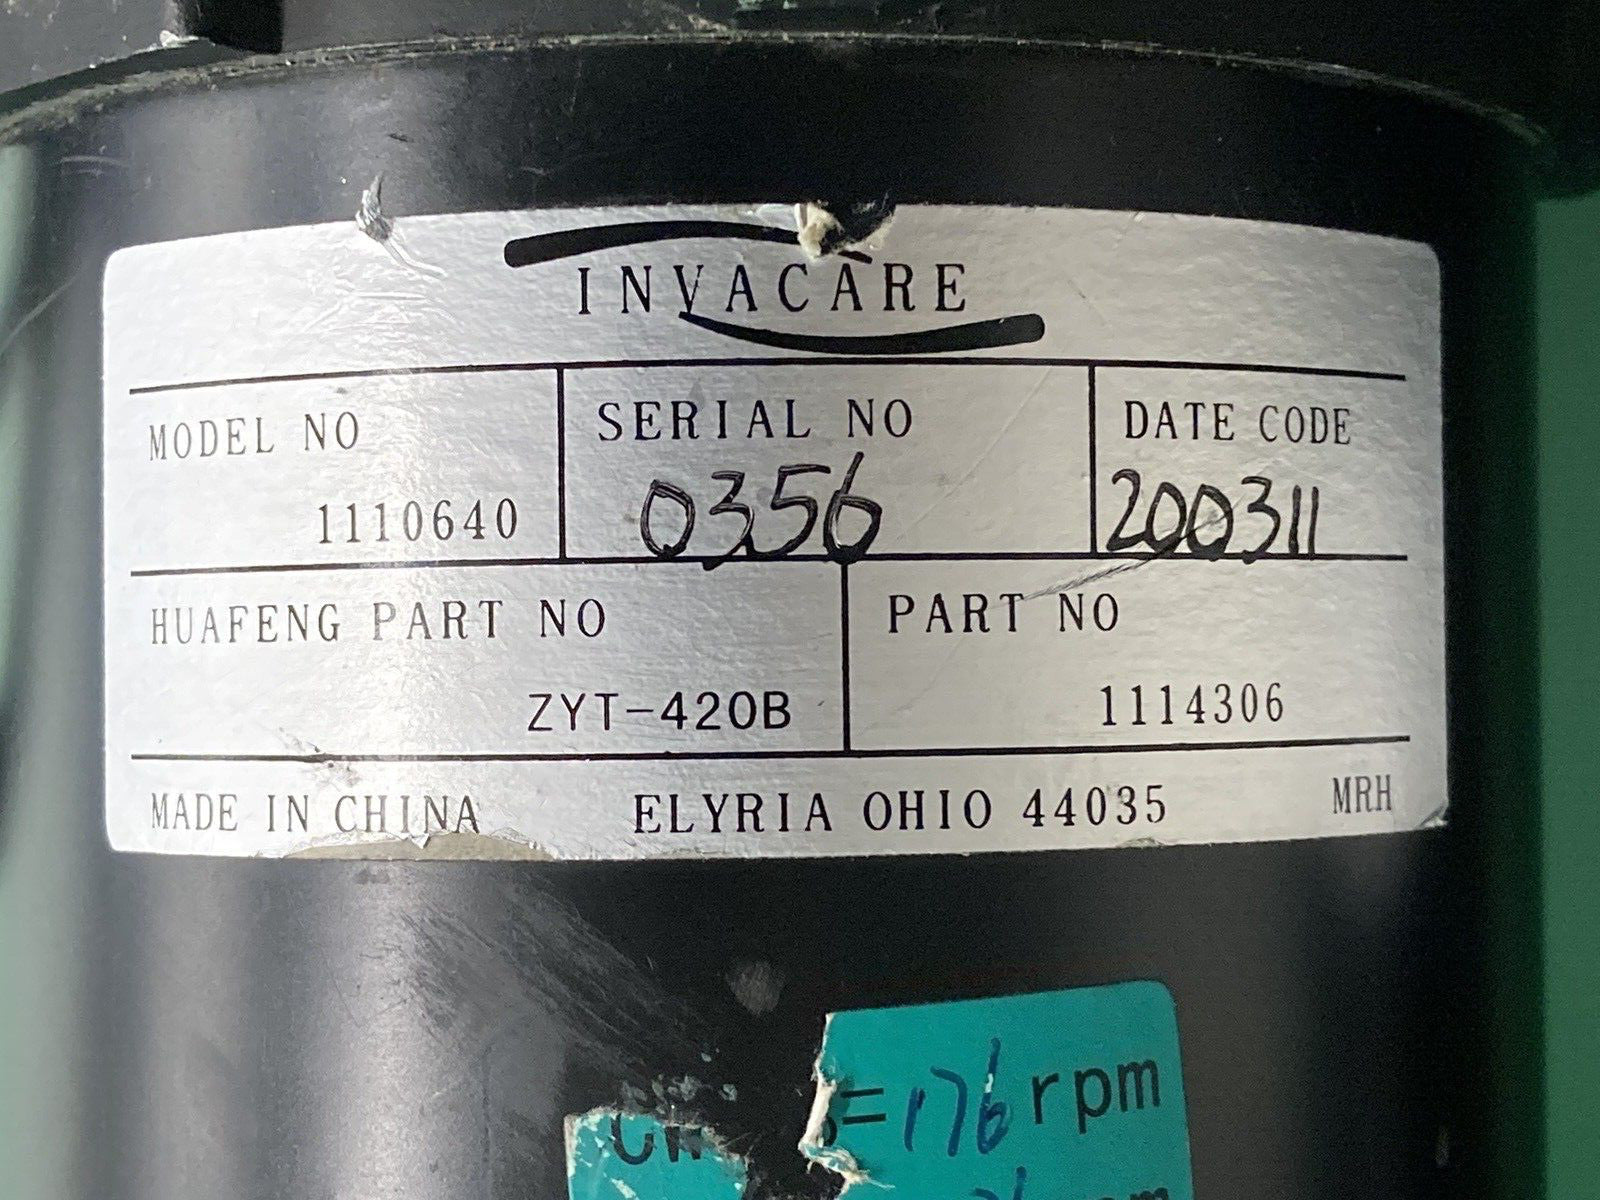 INVACARE
MODEL NO
SERIAL NO
DATE CODE
1110640
0356
200311
HUAFENG PART NO
PART NO
ZYT-420B
1114306
MADE IN CHINA
ELYRIA OHIO 44035
MRH
=176 rpm